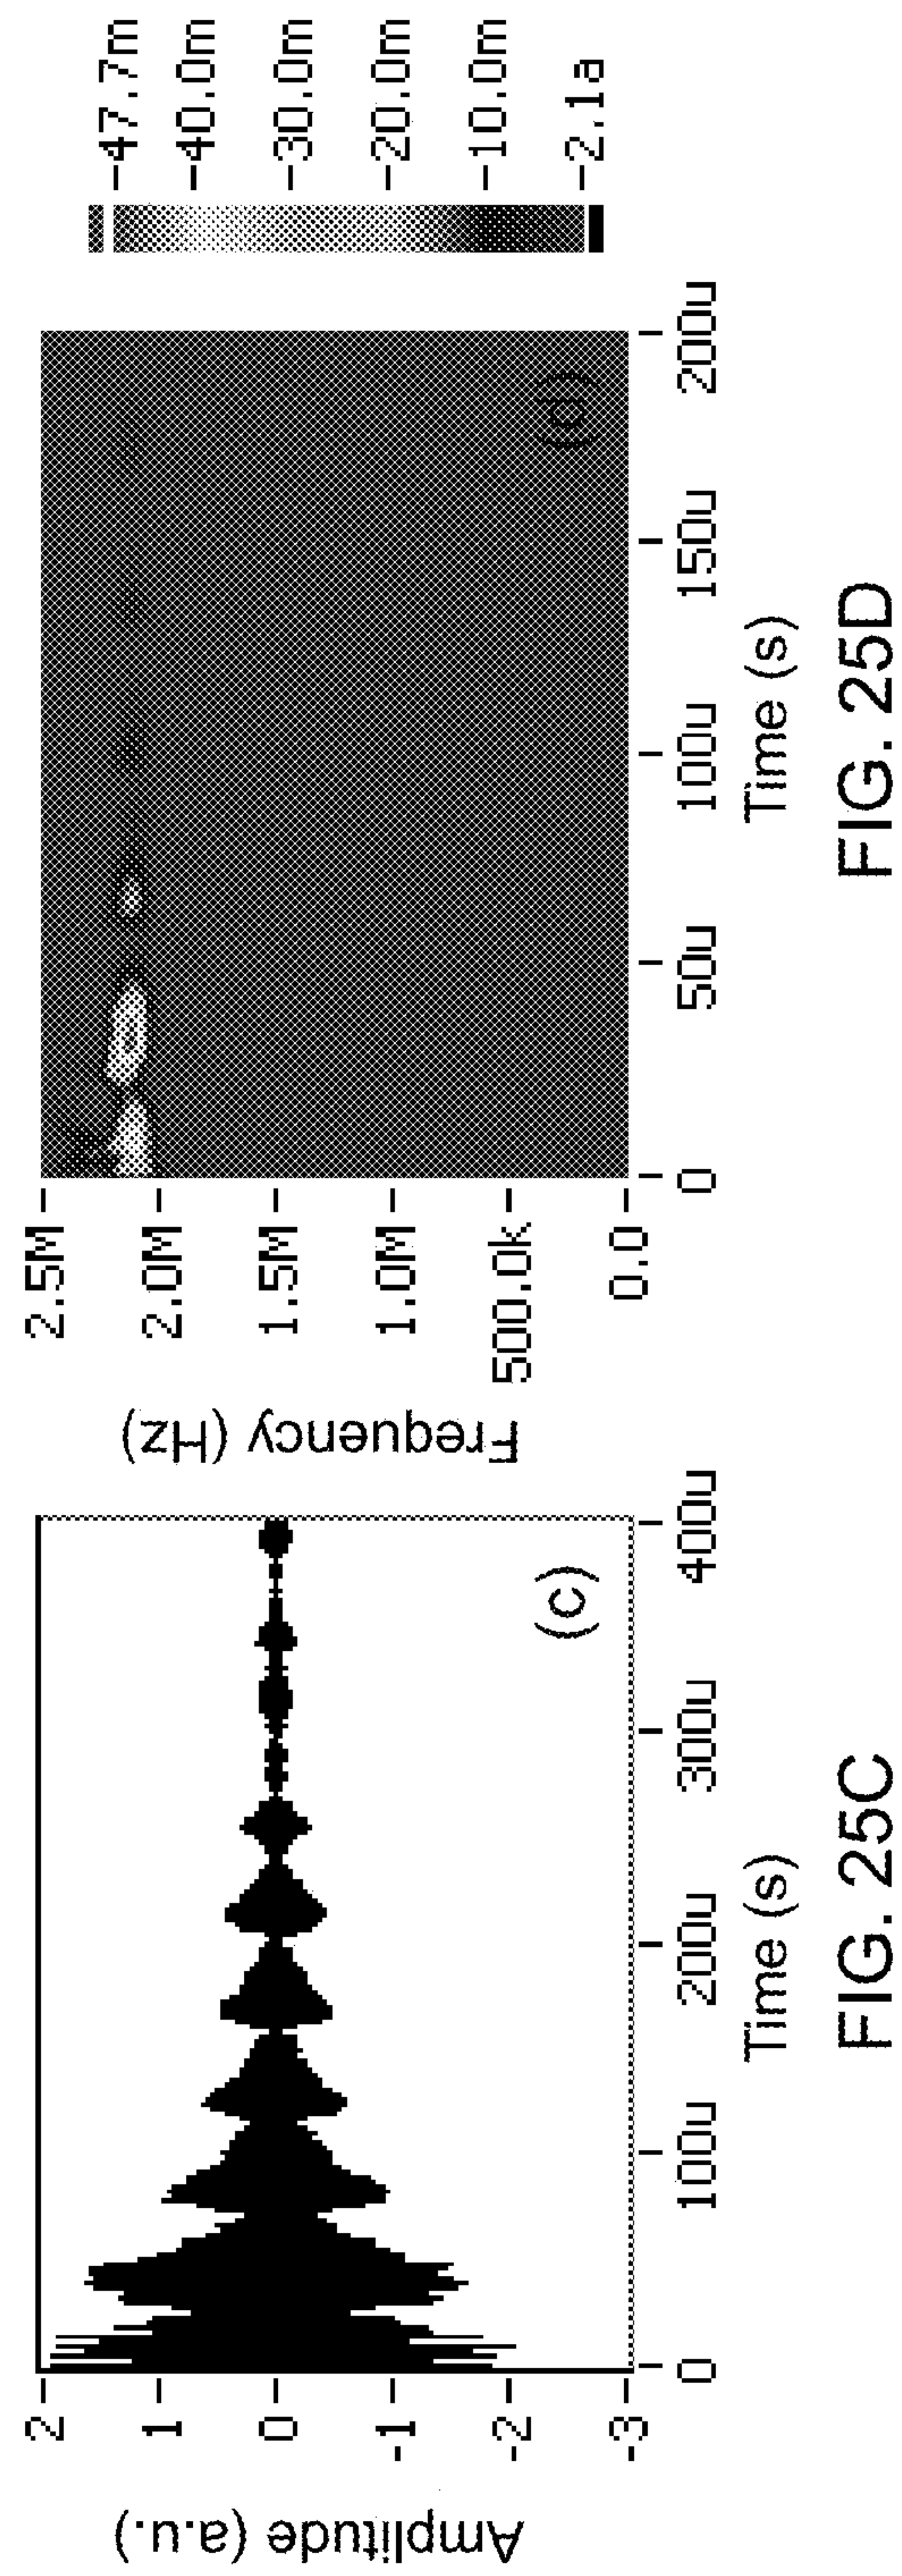 Amplitude (a.u.)
2
1
0
-1
-2
-3
(c)
0
100u
200u
300u
400u
Time (s)
FIG. 25C
Frequency (Hz)
2.5M
2.0M
1.5M
1.0M
500.0k
0.0
0
50u
100u
150u
200u
Time (s)
FIG. 25D
-47.7m
-40.0m
-30.0m
-20.0m
-10.0m
-2.1a